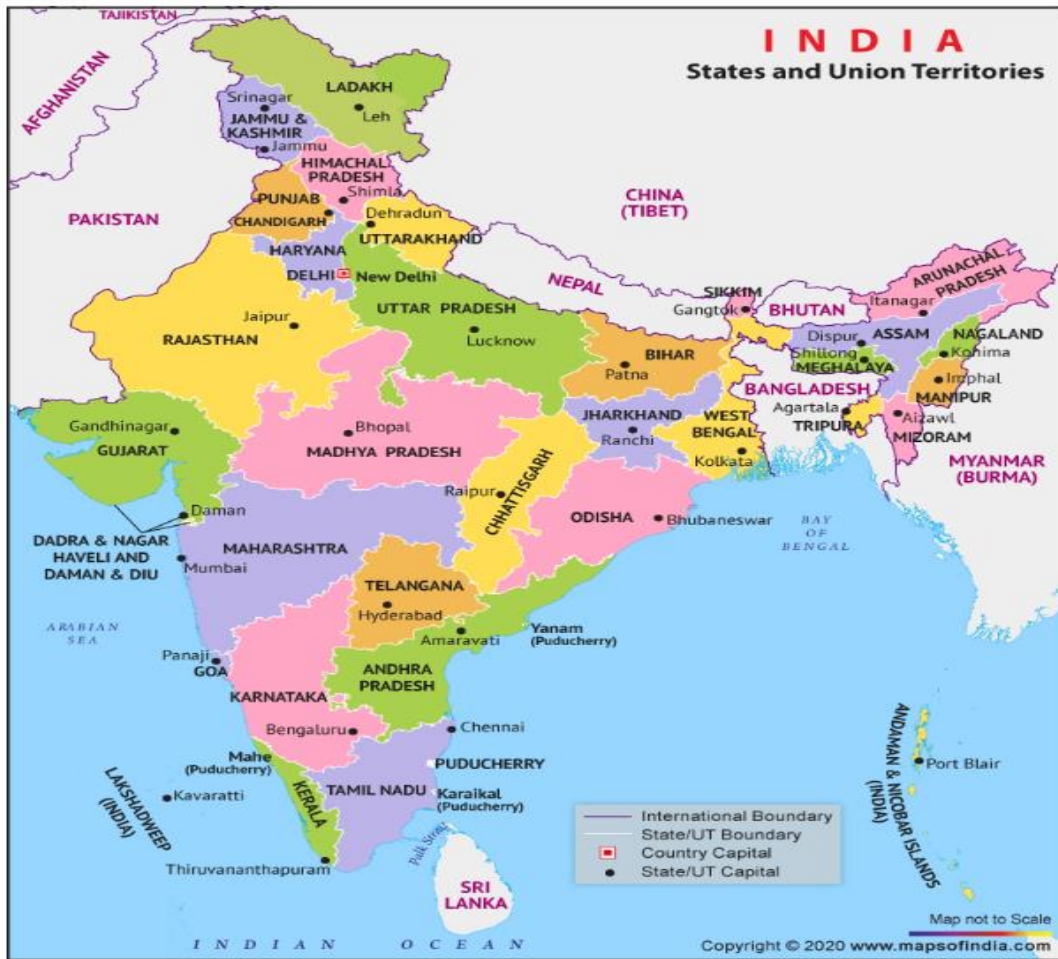 TAJIKISTAN
AFGHANISTAN
INDIA
States and Union Territories
LADAKH
Leh
Srinagar
JAMMU &
KASHMIR
Jammu
HIMACHAL
PRADESH
Shimla
PUNJAB
CHANDIGARH
Dehradun
UTTARAKHAND
PAKISTAN
CHINA
(TIBET)
HARYANA
DELHI
New Delhi
NEPAL
SIKKIM
Gangtok
BHUTAN
ARUNACHAL
PRADESH
Itanagar
UTTAR PRADESH
Lucknow
Jaipur
RAJASTHAN
BIHAR
Patna
Dispur
ASSAM
NAGALAND
Kohima
Shillong
MEGHALAYA
Imphal
MANIPUR
BANGLADESH
Agartala
TRIPURA
Aizawl
MIZORAM
MYANMAR
(BURMA)
Gandhinagar
GUJARAT
Bhopal
MADHYA PRADESH
JHARKHAND
Ranchi
WEST
BENGAL
Kolkata
Raipur
CHHATTISGARH
ODISHA
Bhubaneswar
BAY
OF
BENGAL
Daman
DADRA & NAGAR
HAVELI AND
DAMAN & DIU
MAHARASHTRA
Mumbai
TELANGANA
Hyderabad
ARABIAN
SEA
Amaravati
Yanam
(Puducherry)
Panaji
GOA
ANDHRA
PRADESH
KARNATAKA
Bengaluru
Chennai
Mahe
(Puducherry)
PUDUCHERRY
TAMIL NADU
Karaikal
(Puducherry)
KERALA
LAKSHADWEEP
(INDIA)
Kavaratti
Thiruvananthapuram
Palk Strait
SRI
LANKA
ANDAMAN & NICOBAR ISLANDS
(INDIA)
Port Blair
International Boundary
State/UT Boundary
Country Capital
State/UT Capital
INDIAN OCEAN
Map not to Scale
Copyright © 2020 www.mapsofindia.com